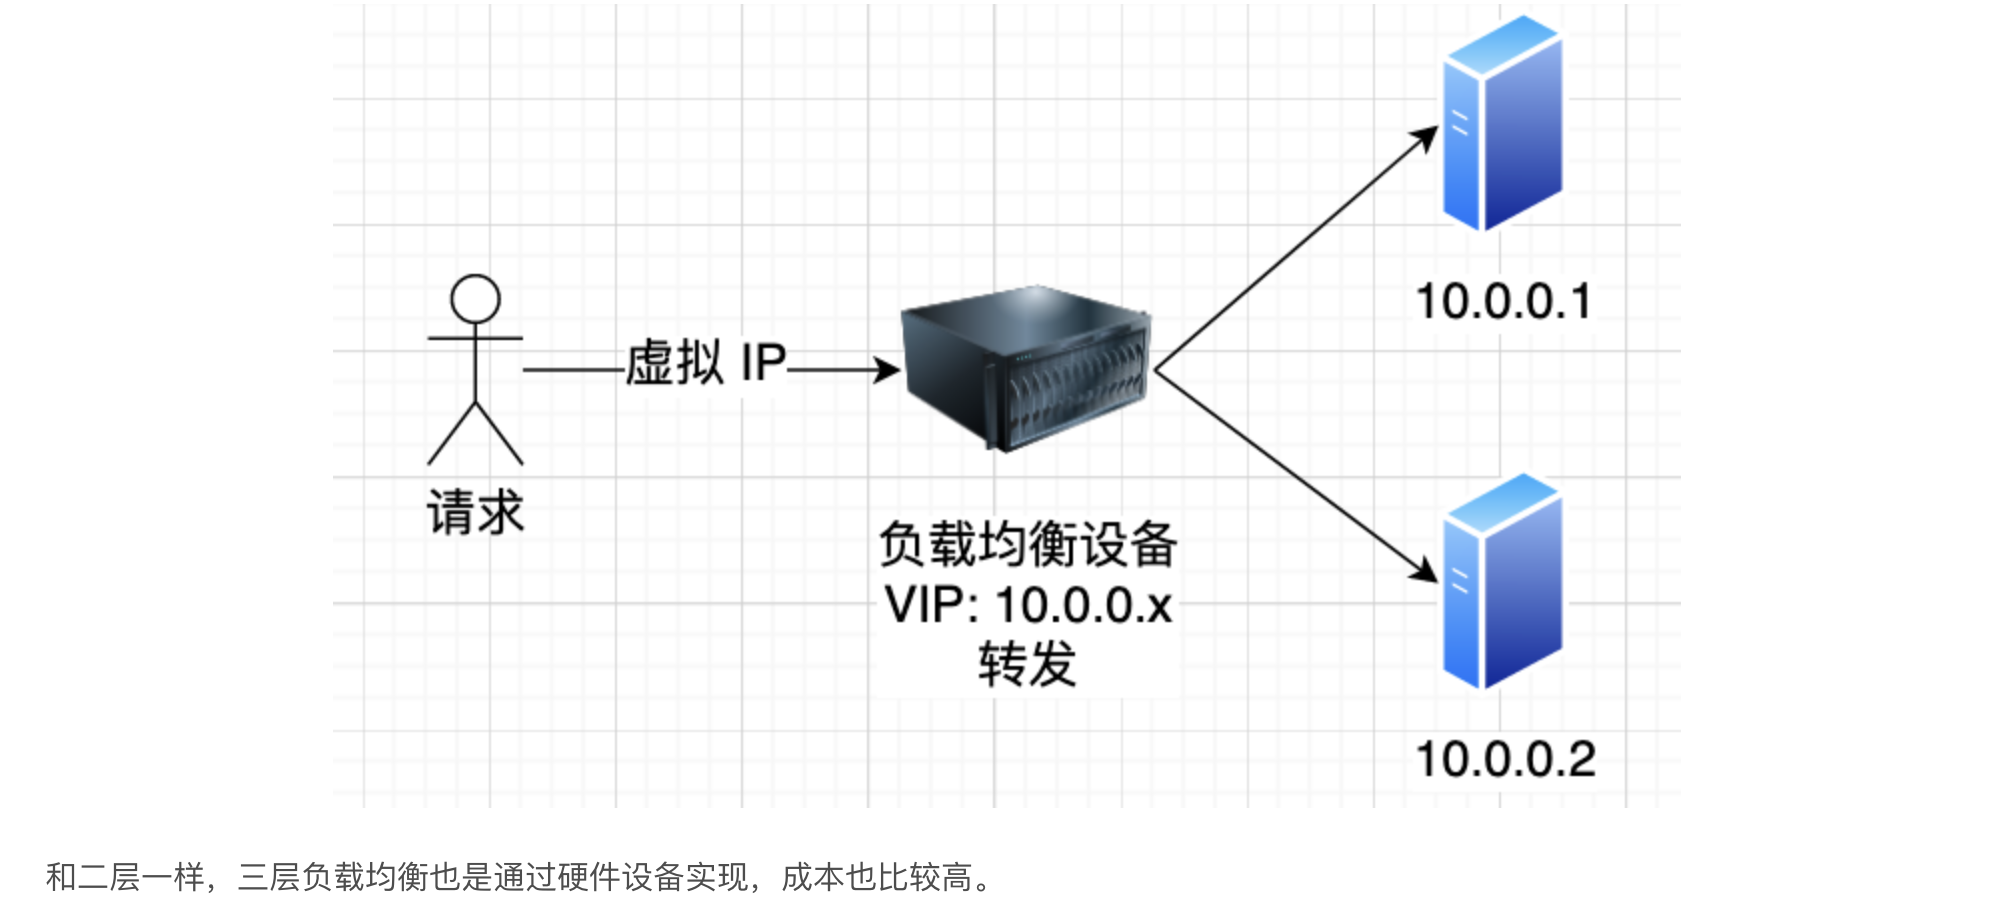 10.0.0.1
虚拟 IP
请求
负载均衡设备
VIP: 10.0.0.x
转发
10.0.0.2
和二层一样，三层负载均衡也是通过硬件设备实现，成本也比较高。